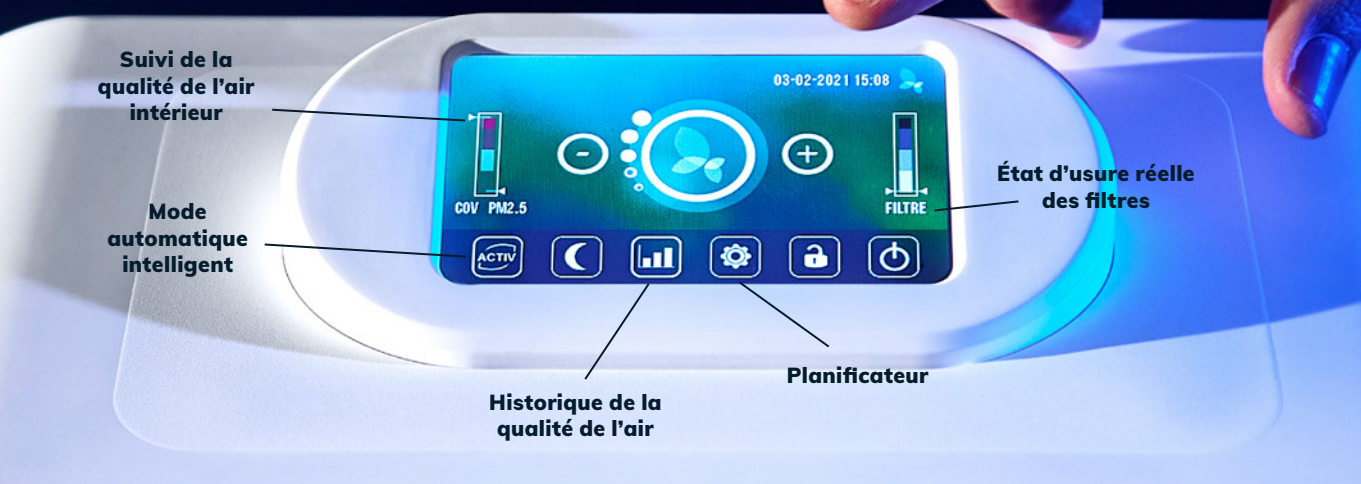 Suivi de la
qualité de l’air
intérieur
03-02-2021 15:08
-
+
COV PM2.5
FILTRE
État d’usure réelle
des filtres
Mode
automatique
intelligent
ACTIV
Planificateur
Historique de la
qualité de l’air